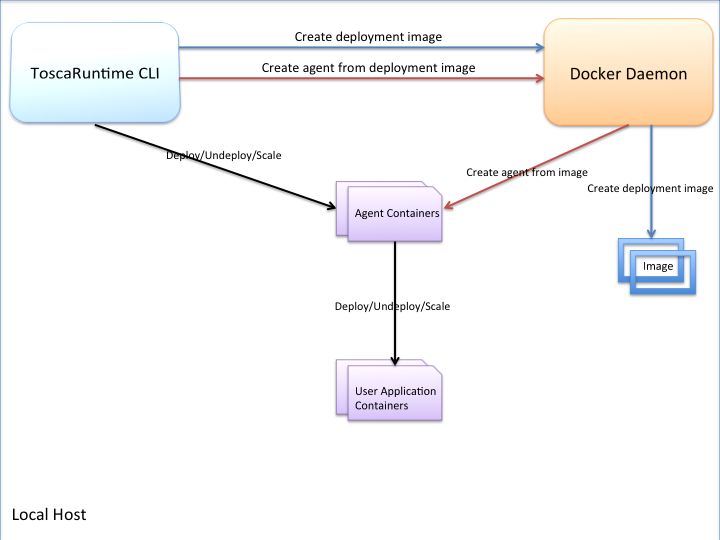 Create deployment image
ToscaRuntime CLI
Create agent from deployment image
Docker Daemon
Deploy/Undeploy/Scale
Create agent from image
Create deployment image
Agent Containers
Image
Deploy/Undeploy/Scale
User Application
Containers
Local Host